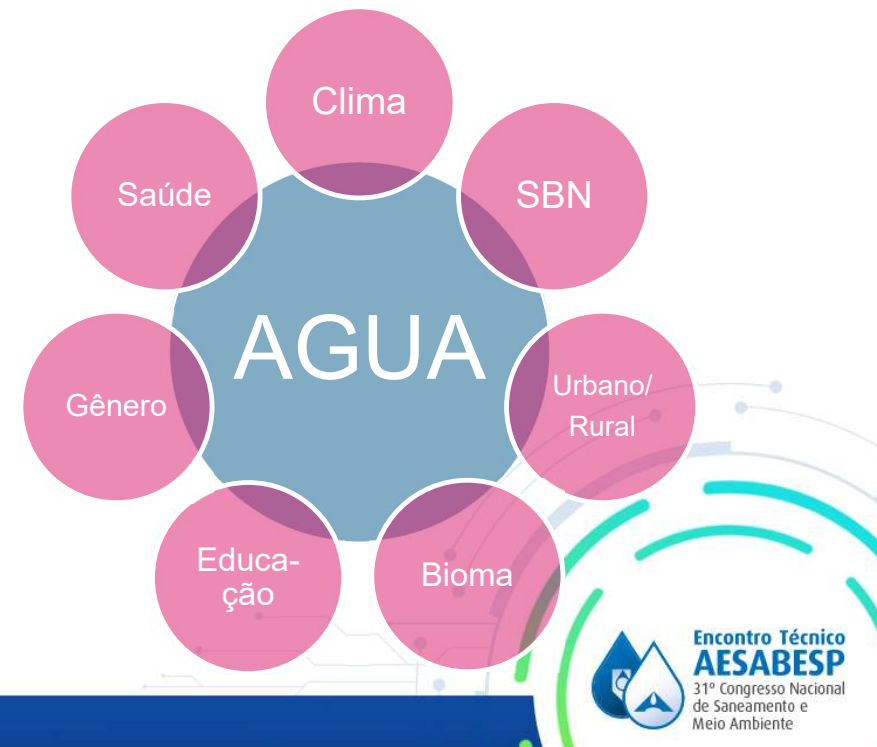 Clima
Saúde
SBN
AGUA
Gênero
Urbano/
Rural
Educa-
ção
Bioma
Encontro Técnico
AESABESP
31º Congresso Nacional
de Saneamento e
Meio Ambiente